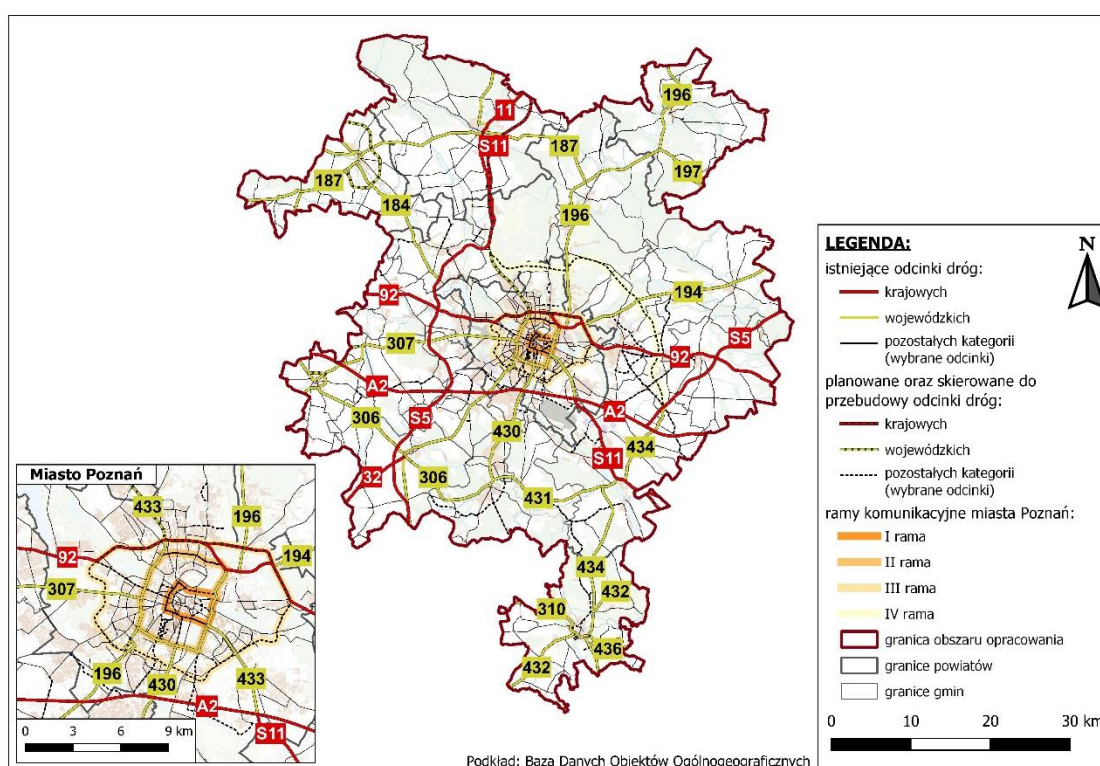 11
196
S11
187
197
187
184
196
92
194
S5
307
92
A2
A2
306
S5
430
434
S11
32
306
431
434
432
310
436
432
Miasto Poznań
433
196
92
194
307
196
430
433
A2
S11
0 3 6 9 km
LEGENDA:
N
istniejące odcinki dróg:
krajowych
wojewódzkich
pozostałych kategorii
(wybrane odcinki)
planowane oraz skierowane do
przebudowy odcinki dróg:
krajowych
wojewódzkich
pozostałych kategorii
(wybrane odcinki)
ramy komunikacyjne miasta Poznań:
I rama
II rama
III rama
IV rama
granica obszaru opracowania
granice powiatów
granice gmin
0 10 20 30 km
Podkład: Baza Danych Obiektów Ogólnogeograficznych